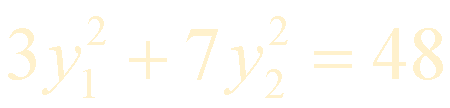 3y₁² + 7y₂² = 48